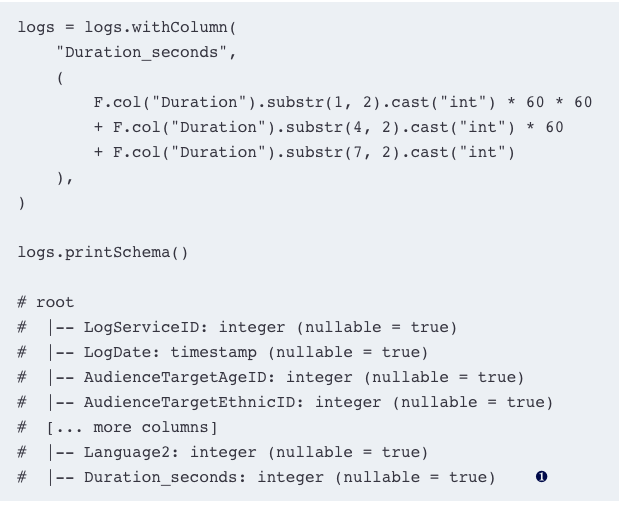 logs = logs.withColumn(
    "Duration_seconds",
    (
        F.col("Duration").substr(1, 2).cast("int") * 60 * 60
        + F.col("Duration").substr(4, 2).cast("int") * 60
        + F.col("Duration").substr(7, 2).cast("int")
    ),
)

logs.printSchema()

# root
#  |-- LogServiceID: integer (nullable = true)
#  |-- LogDate: timestamp (nullable = true)
#  |-- AudienceTargetAgeID: integer (nullable = true)
#  |-- AudienceTargetEthnicID: integer (nullable = true)
#  [... more columns]
#  |-- Language2: integer (nullable = true)
#  |-- Duration_seconds: integer (nullable = true)    ❶